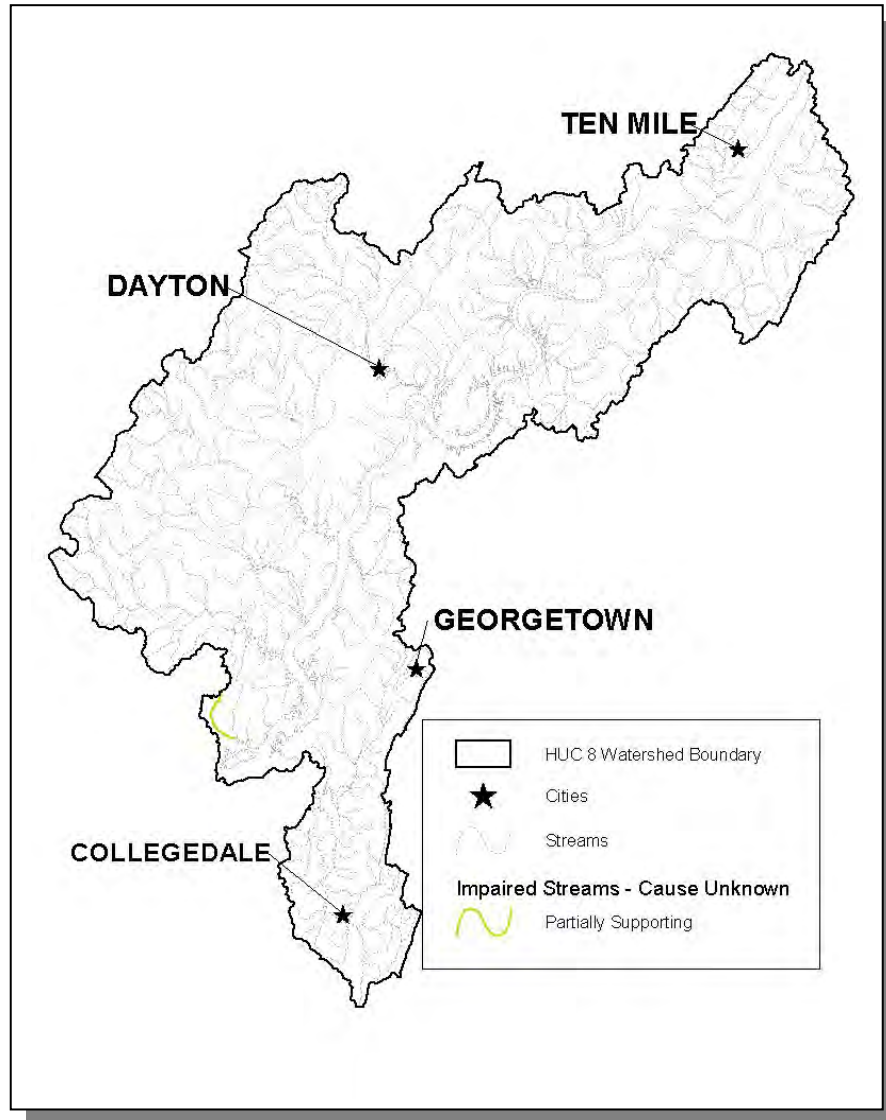 TEN MILE
DAYTON
GEORGETOWN
HUC 8 Watershed Boundary
Cities
Streams
COLLEGEDALE
Impaired Streams - Cause Unknown
Partially Supporting